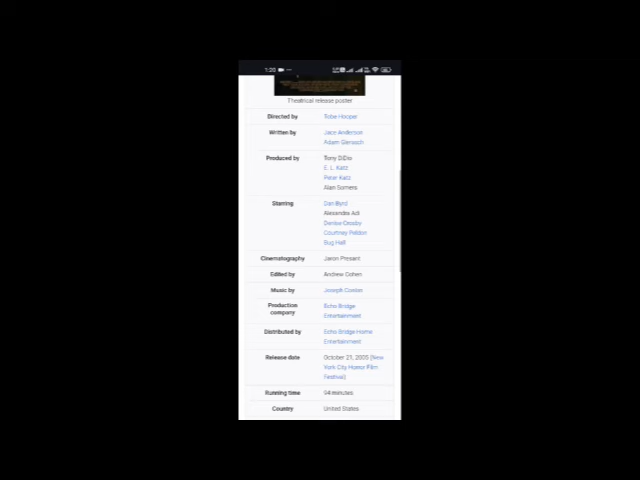 1:20
Theatrical release poster
Directed by Tobe Hooper
Written by Jace Anderson
Adam Gierasch
Produced by Tony DiDio
E. L. Katz
Peter Katz
Alan Somers
Starring Dan Byrd
Alexandra Adi
Denise Crosby
Courtney Peldon
Bug Hall
Cinematography Jaron Presant
Edited by Andrew Cohen
Music by Joseph Conlan
Production Echo Bridge
company Entertainment
Distributed by Echo Bridge Home
Entertainment
Release date October 21, 2005 (New
York City Horror Film
Festival)
Running time 94 minutes
Country United States